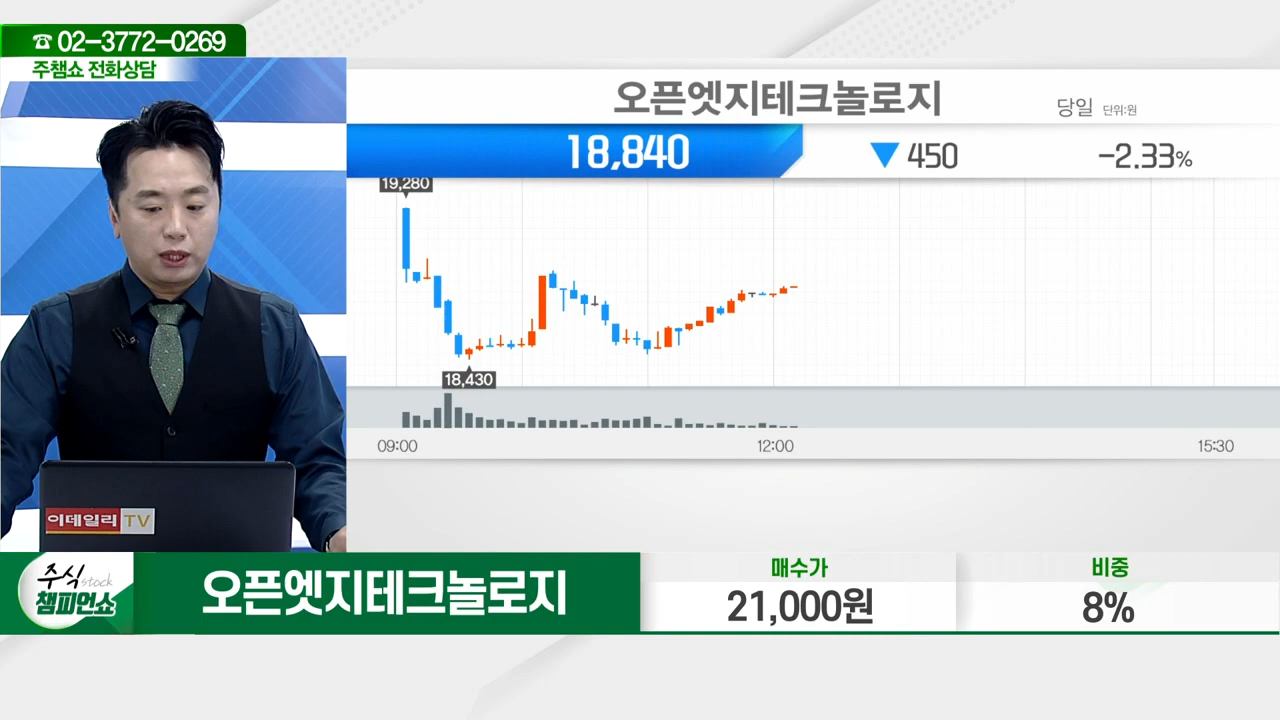 ☎ 02-3772-0269
주챔쇼 전화상담
오픈엣지테크놀로지
당일 단위:원
18,840
▼ 450
-2.33%
19,280
18,430
09:00
12:00
15:30
이데일리 TV
주식 stock
챔피언쇼
오픈엣지테크놀로지
매수가
21,000원
비중
8%